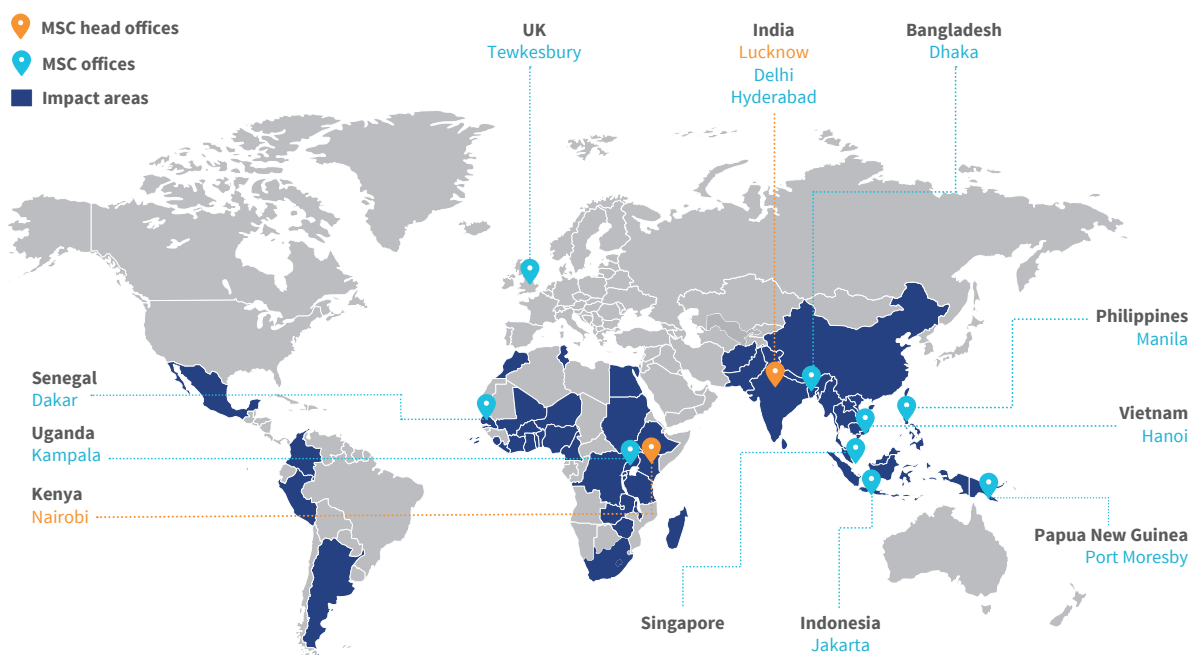 MSC head offices
MSC offices
Impact areas
UK
Tewkesbury
India
Lucknow
Delhi
Hyderabad
Bangladesh
Dhaka
Philippines
Manila
Vietnam
Hanoi
Senegal
Dakar
Uganda
Kampala
Kenya
Nairobi
Papua New Guinea
Port Moresby
Singapore
Indonesia
Jakarta